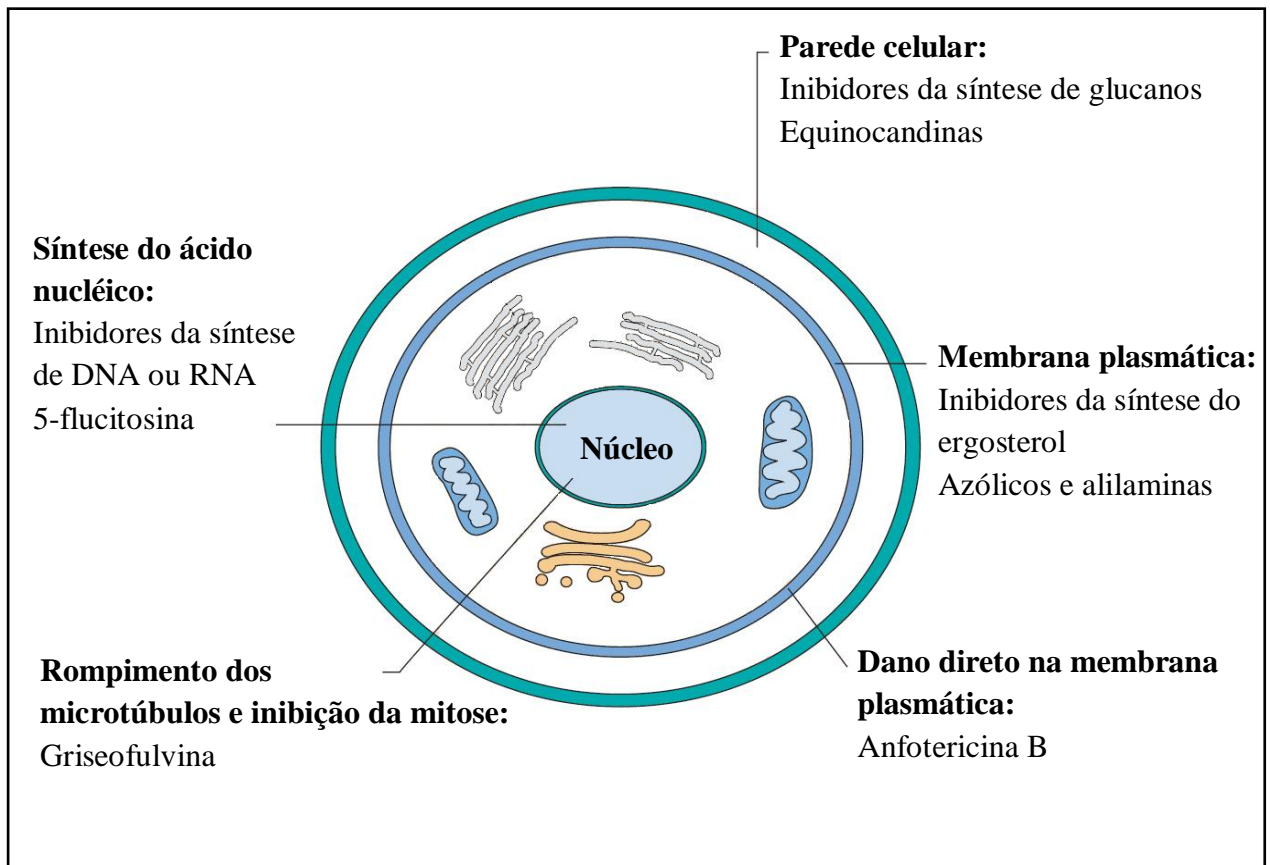 Parede celular:
Inibidores da síntese de glucanos
Equinocandinas
Síntese do ácido
nucléico:
Inibidores da síntese
de DNA ou RNA
5-flucitosina
Núcleo
Membrana plasmática:
Inibidores da síntese do
ergosterol
Azólicos e alilaminas
Rompimento dos
microtúbulos e inibição da mitose:
Griseofulvina
Dano direto na membrana
plasmática:
Anfotericina B